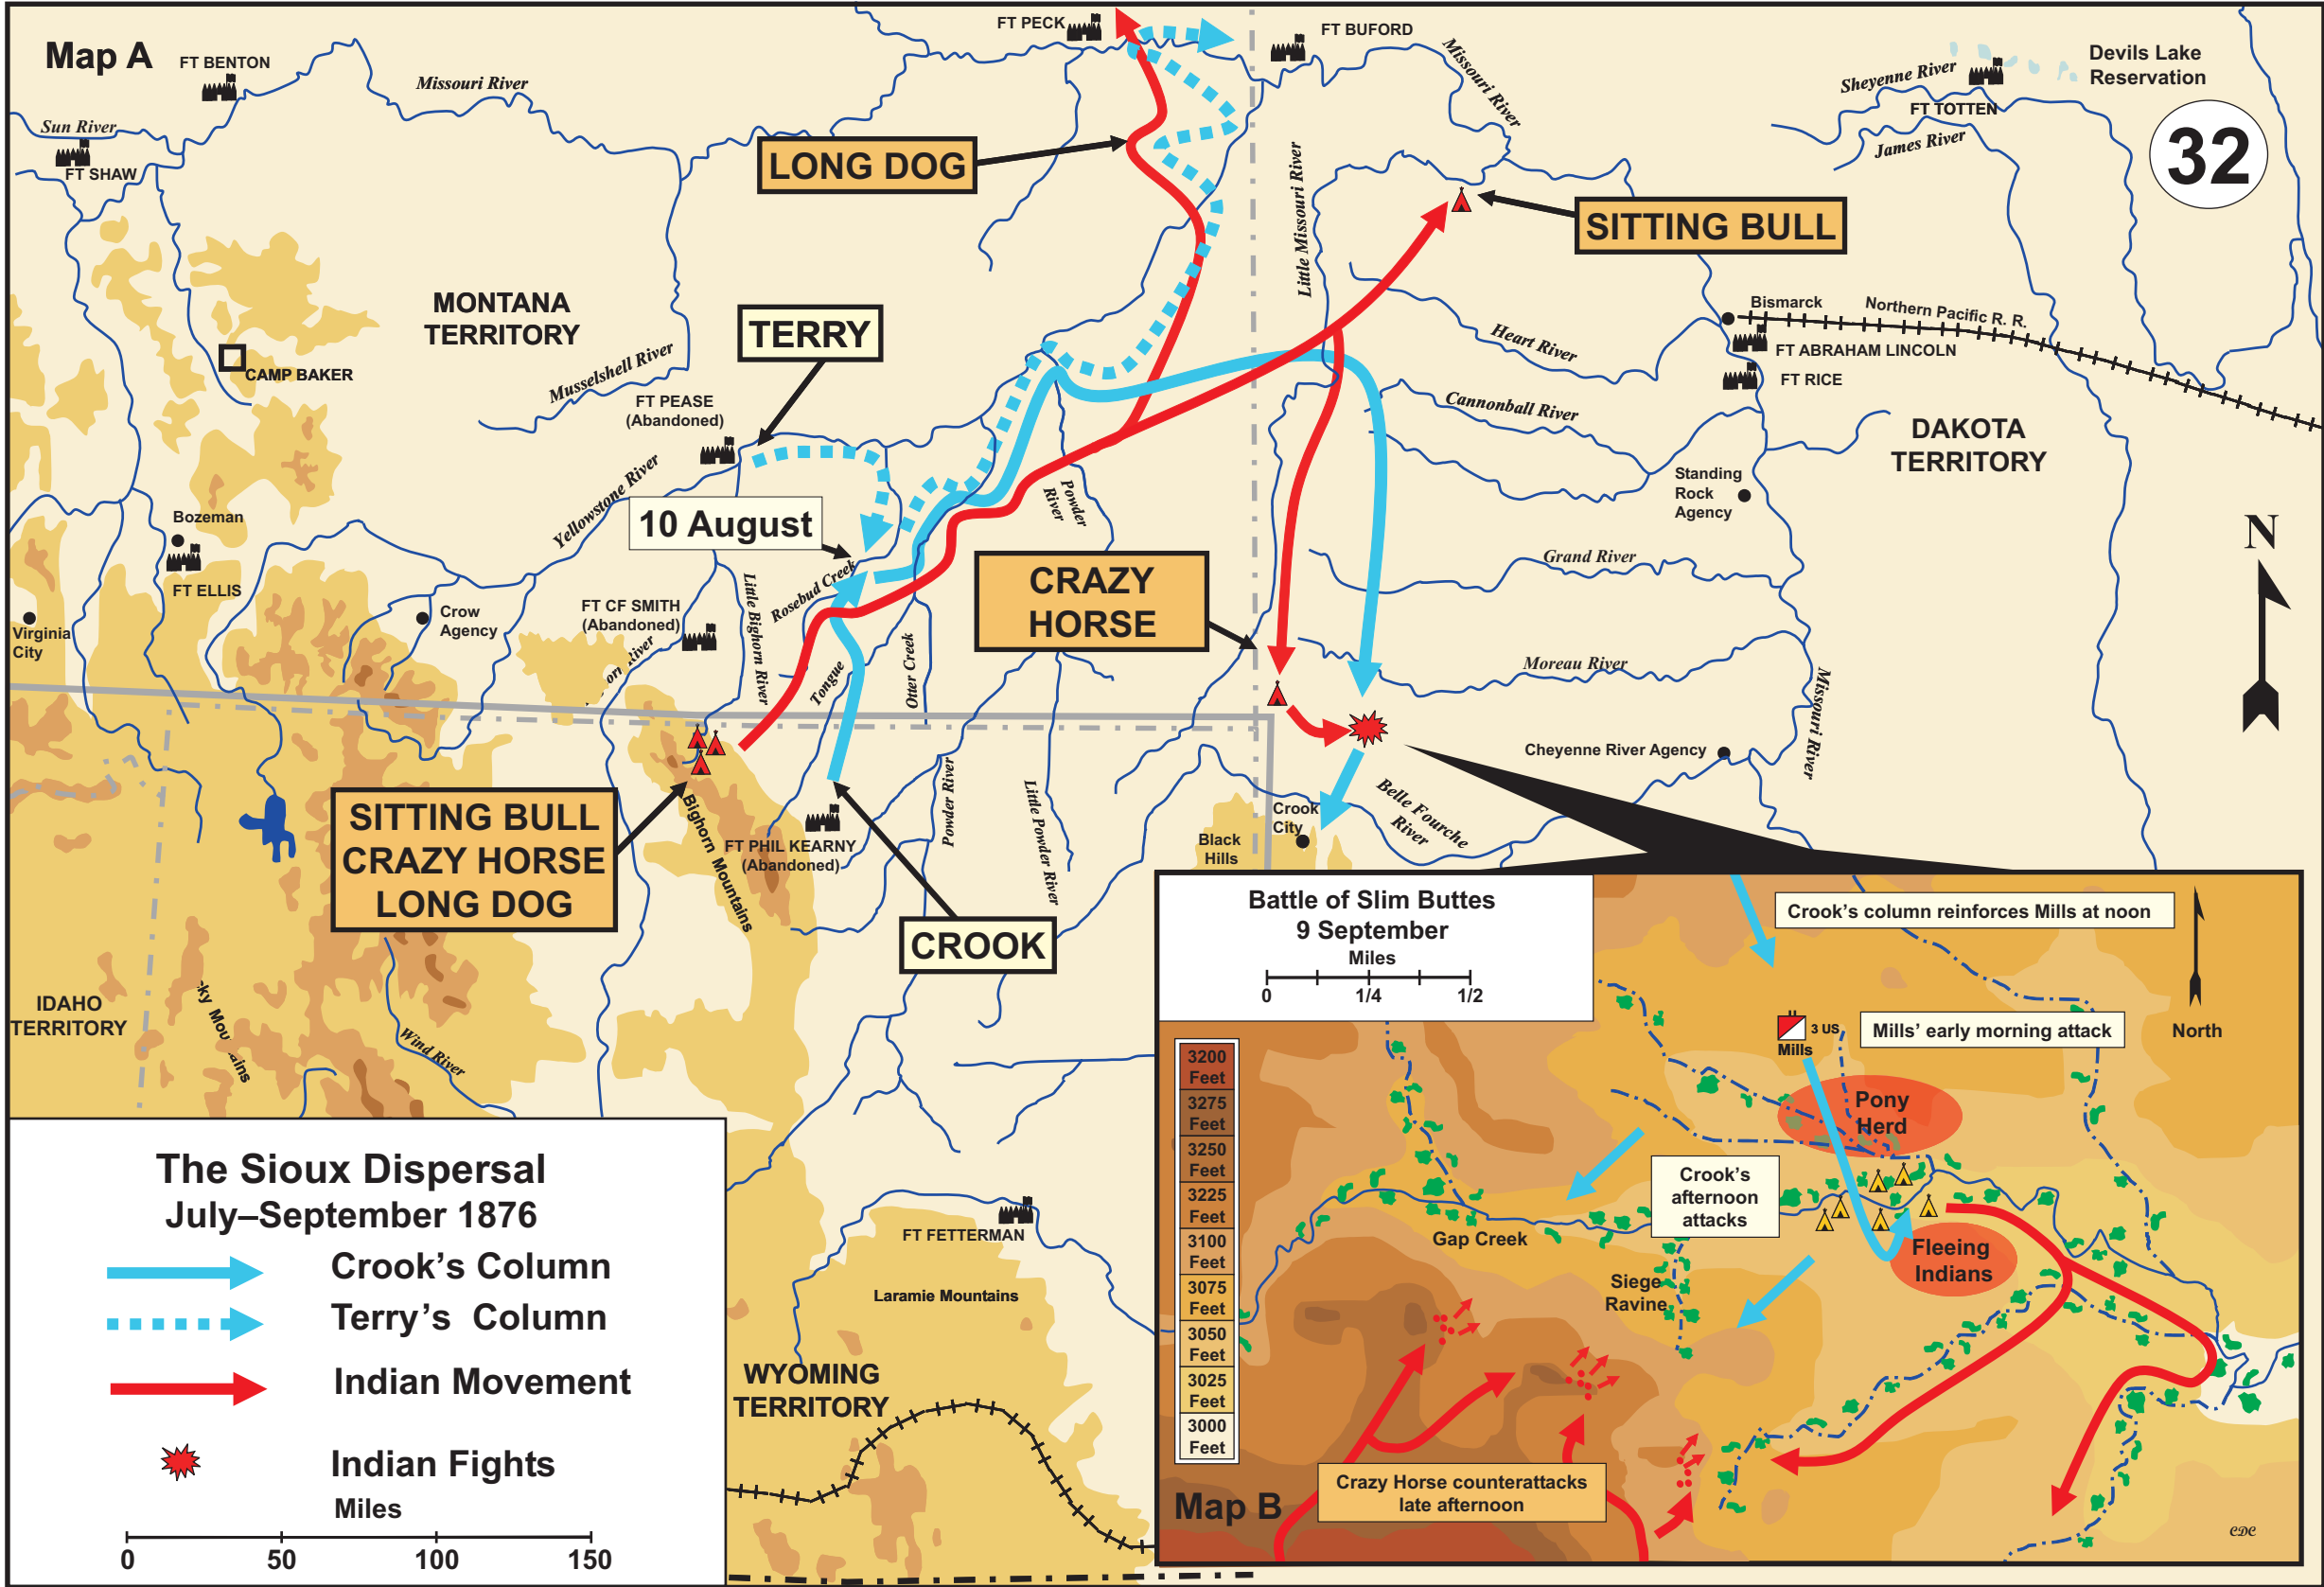 Map A
FT BENTON
Missouri River
Sun River
FT SHAW
FT PECK
FT BUFORD
Missouri River
Sheyenne River
FT TOTTEN
James River
Devils Lake
Reservation
32
LONG DOG
Little Missouri River
SITTING BULL
MONTANA
TERRITORY
TERRY
Musselshell River
CAMP BAKER
FT PEASE
(Abandoned)
Yellowstone River
10 August
Bismarck
Northern Pacific R. R.
FT ABRAHAM LINCOLN
FT RICE
Heart River
Cannonball River
DAKOTA
TERRITORY
Standing
Rock
Agency
Powder
River
Bozeman
FT ELLIS
Virginia
City
Crow
Agency
FT CF SMITH
(Abandoned)
Little Bighorn River
Rosebud Creek
Tongue
Otter Creek
CRAZY
HORSE
Grand River
Moreau River
Missouri River
Cheyenne River Agency
N
SITTING BULL
CRAZY HORSE
LONG DOG
Bighorn Mountains
FT PHIL KEARNY
(Abandoned)
Powder River
Little Powder River
CROOK
Crook
City
Black
Hills
Belle Fourche
River
IDAHO
TERRITORY
Wind River
FT FETTERMAN
Laramie Mountains
WYOMING
TERRITORY
The Sioux Dispersal
July–September 1876
Crook's Column
Terry's Column
Indian Movement
Indian Fights
Miles
0 50 100 150
Battle of Slim Buttes
9 September
Miles
0 1/4 1/2
Crook's column reinforces Mills at noon
3 US
Mills
Mills' early morning attack
North
3200
Feet
3275
Feet
3250
Feet
3225
Feet
3100
Feet
3075
Feet
3050
Feet
3025
Feet
3000
Feet
Pony
Herd
Crook's
afternoon
attacks
Gap Creek
Fleeing
Indians
Siege
Ravine
Crazy Horse counterattacks
late afternoon
Map B
CDC